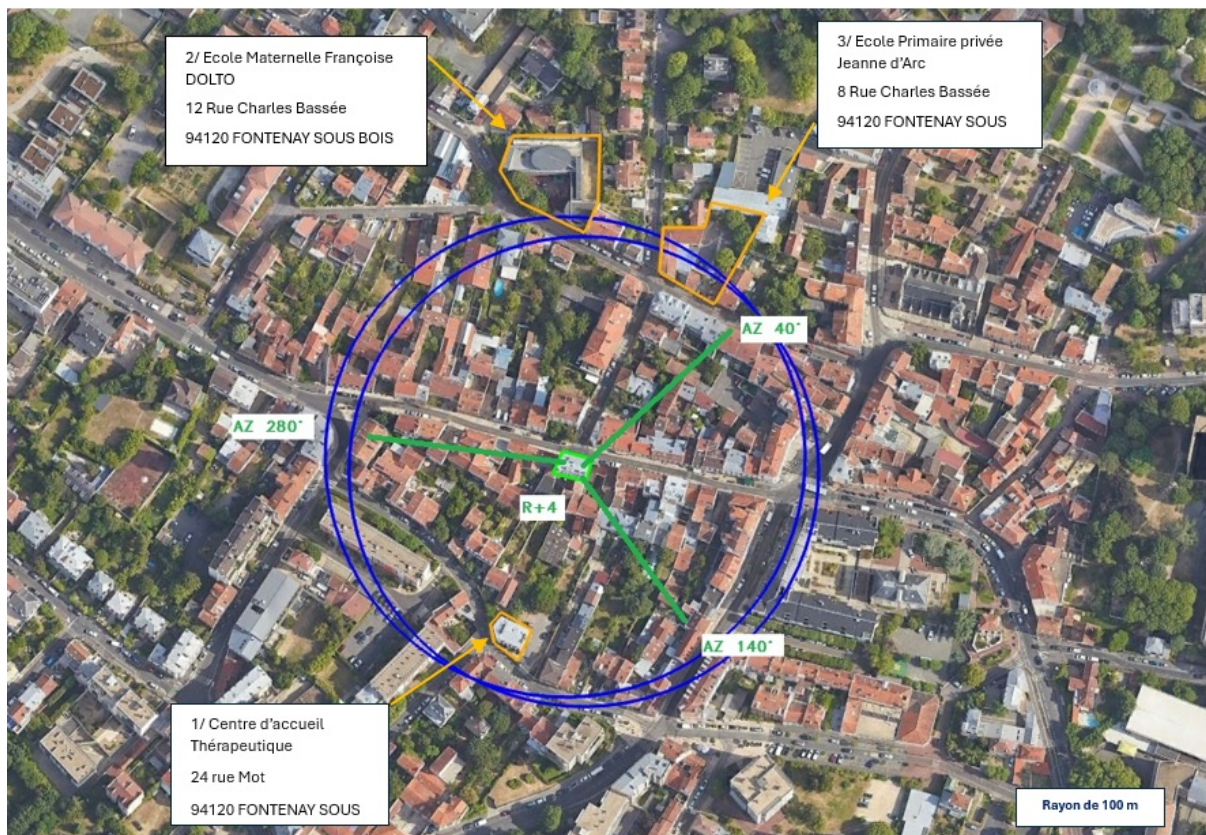 2/ Ecole Maternelle Françoise
DOLTO
12 Rue Charles Bassée
94120 FONTENAY SOUS BOIS
3/ Ecole Primaire privée
Jeanne d'Arc
8 Rue Charles Bassée
94120 FONTENAY SOUS
AZ 40°
AZ 280°
R+4
AZ 140°
1/ Centre d'accueil
Thérapeutique
24 rue Mot
94120 FONTENAY SOUS
Rayon de 100 m